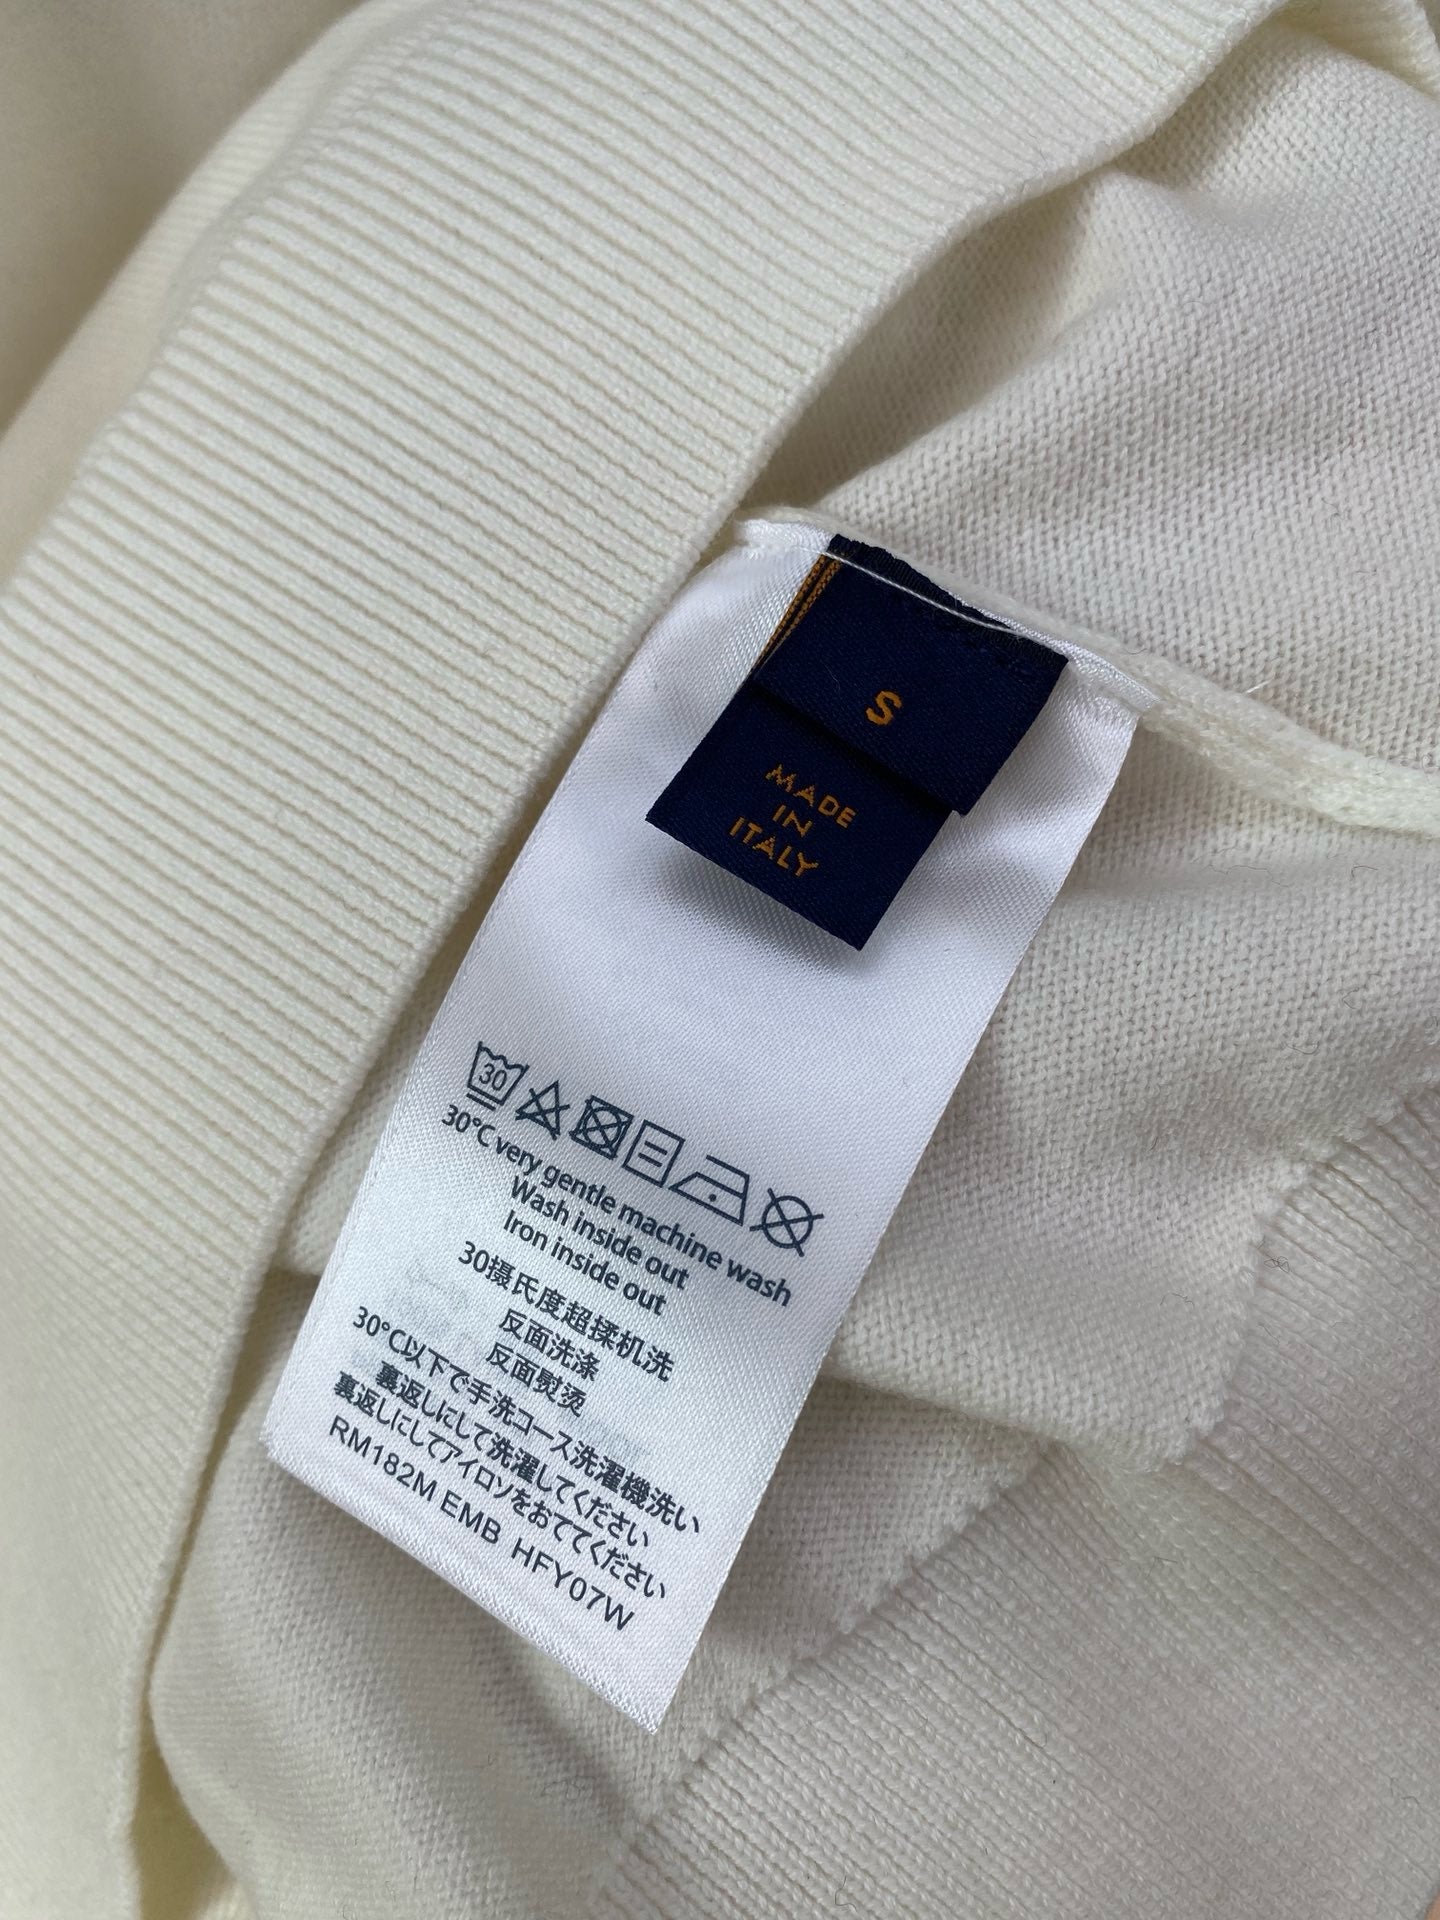 S
MADE
IN
ITALY
30
30°C very gentle machine wash
Wash inside out
Iron inside out
30摄氏度超揉机洗
反面洗涤
反面熨烫
30°C以下で手洗コース洗濯機洗い
裏返しにして洗濯してください
裏返しにしてアイロンをおててください
RM182M EMB HFY07W